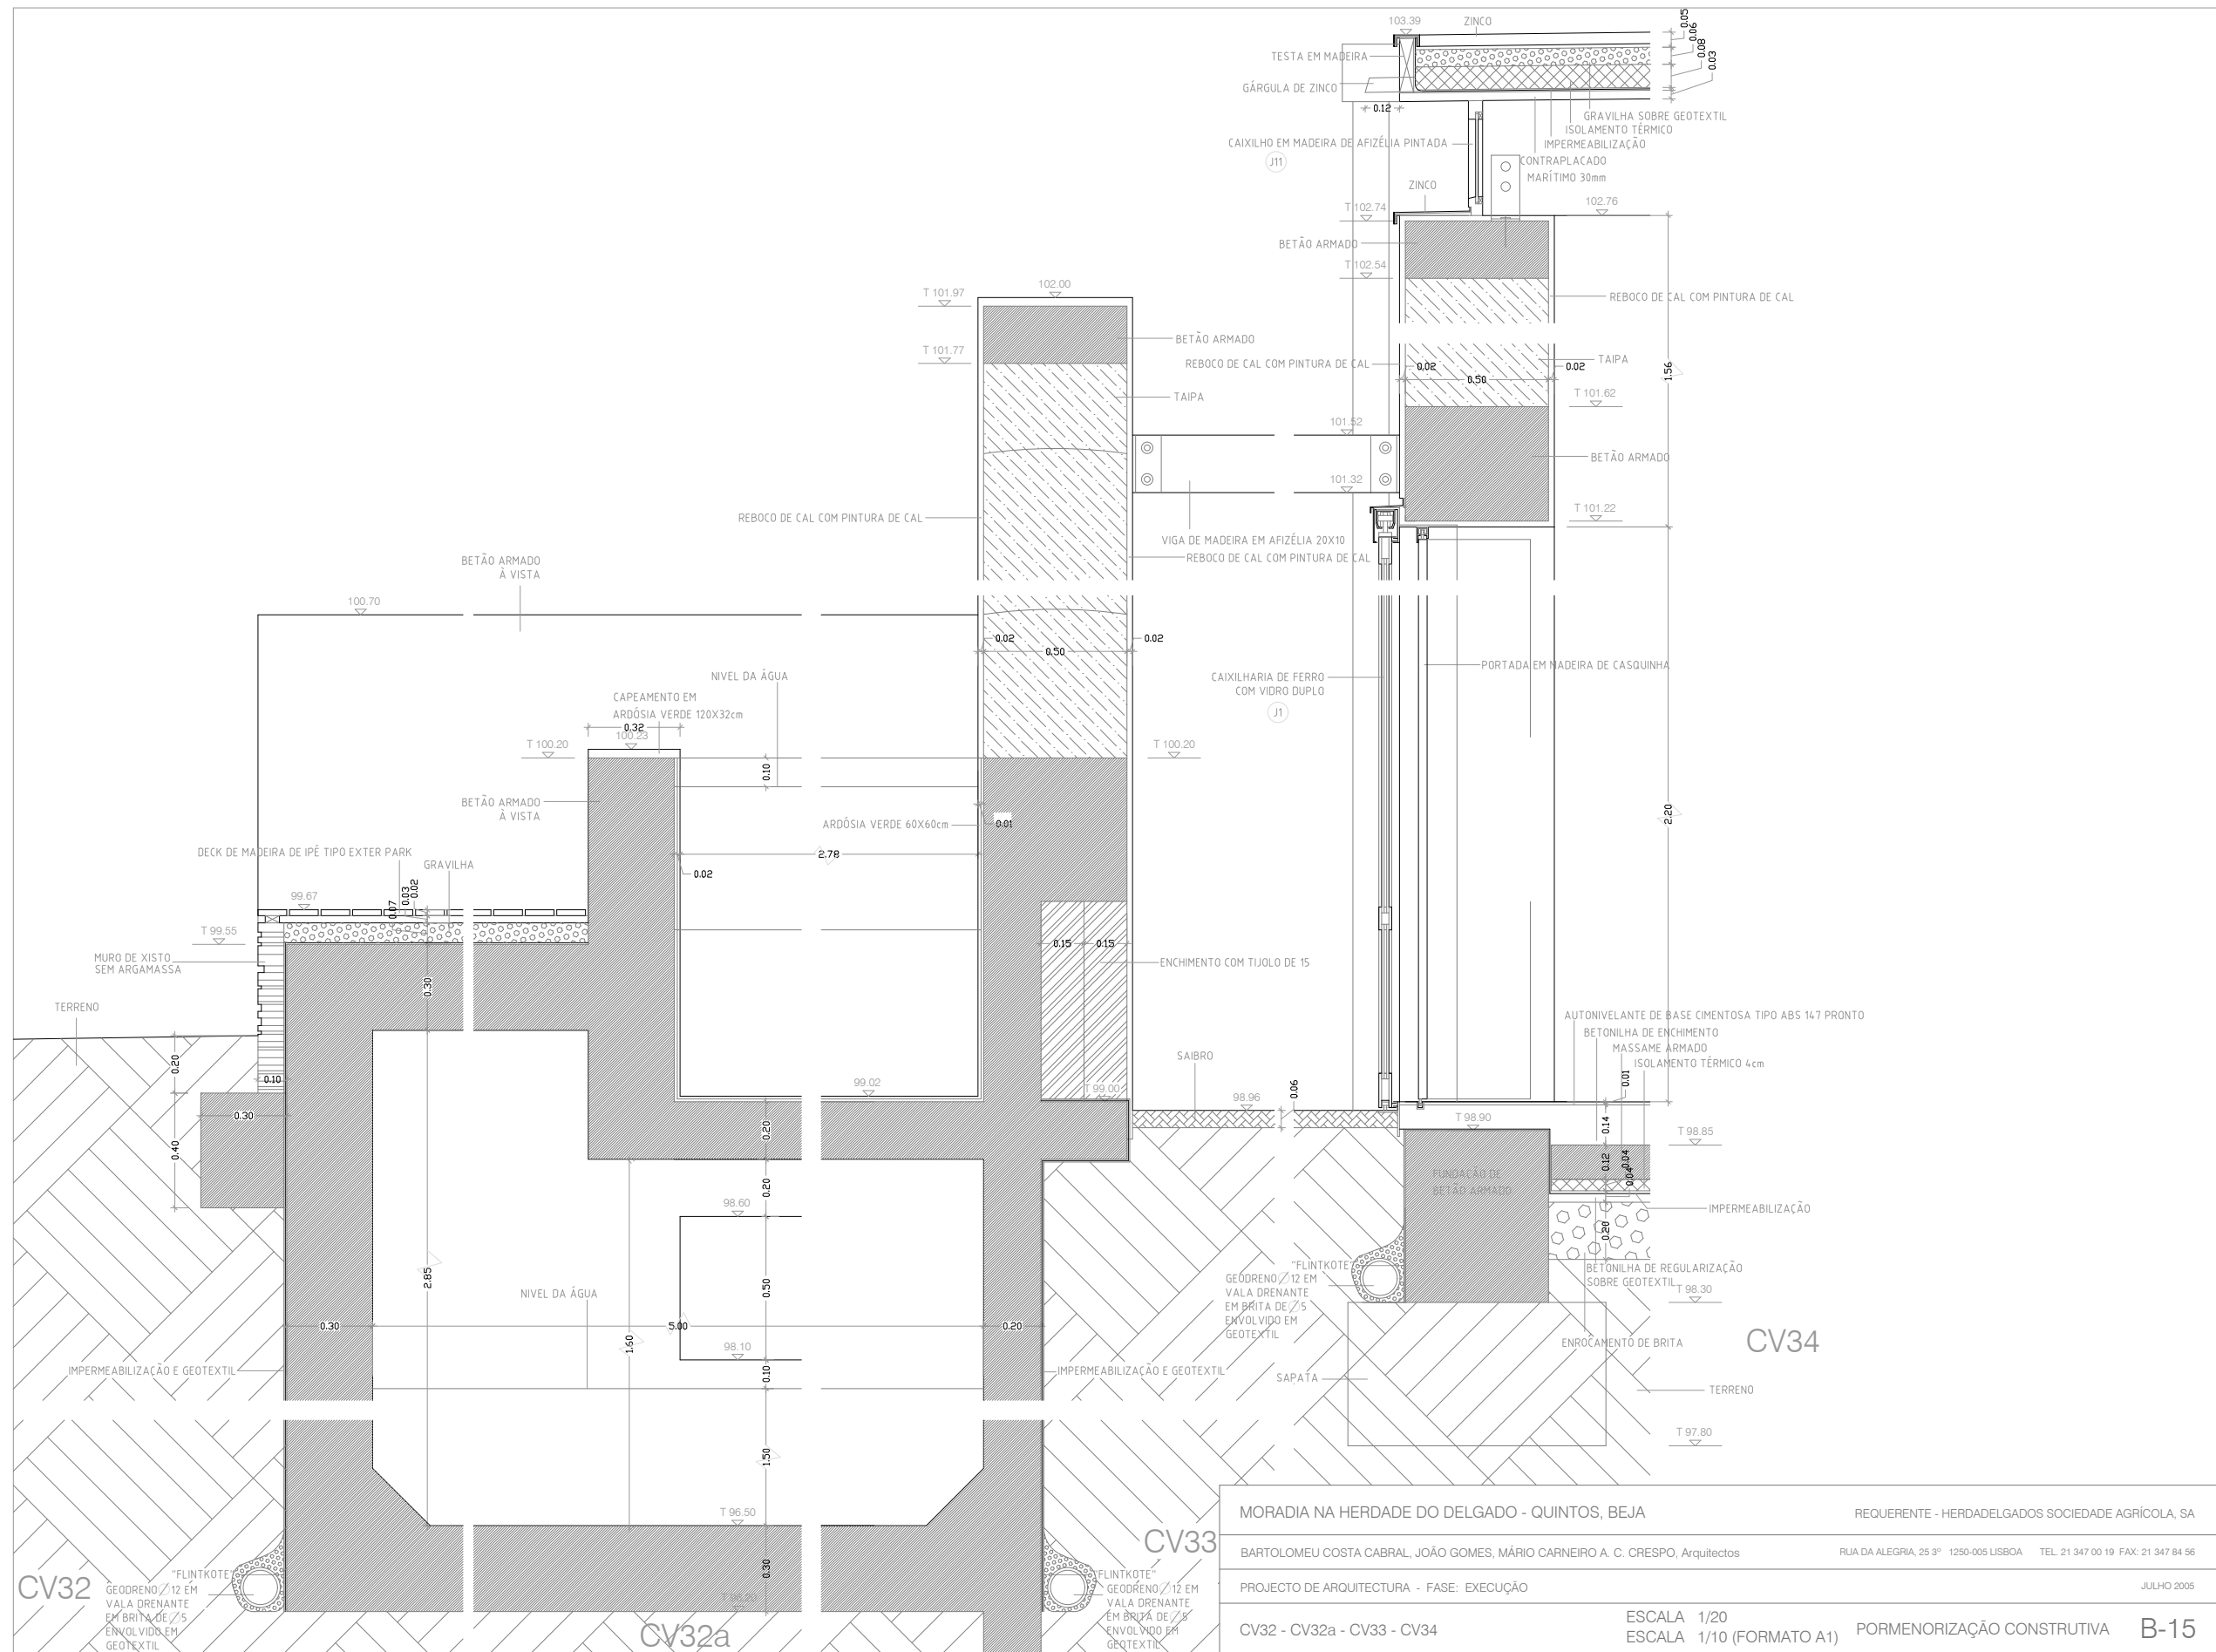 103.39
ZINCO
0.05
0.06
0.08
0.03
TESTA EM MADEIRA
GÁRGULA DE ZINCO
0.12
GRAVILHA SOBRE GEOTEXTIL
ISOLAMENTO TÉRMICO
IMPERMEABILIZAÇÃO
CONTRAPLACADO
MARÍTIMO 30mm
CAIXILHO EM MADEIRA DE AFIZÉLIA PINTADA
J11
ZINCO
T 102.74
102.76
BETÃO ARMADO
T 102.54
REBOCO DE CAL COM PINTURA DE CAL
T 101.97
102.00
BETÃO ARMADO
T 101.77
REBOCO DE CAL COM PINTURA DE CAL
TAIPA
0.02
0.50
0.02
1.56
TAIPA
T 101.62
101.52
BETÃO ARMADO
101.32
T 101.22
REBOCO DE CAL COM PINTURA DE CAL
VIGA DE MADEIRA EM AFIZÉLIA 20X10
REBOCO DE CAL COM PINTURA DE CAL
BETÃO ARMADO
À VISTA
100.70
0.02
0.50
0.02
NIVEL DA ÁGUA
CAPEAMENTO EM
ARDÓSIA VERDE 120X32cm
0.32
100.23
T 100.20
0.10
T 100.20
CAIXILHARIA DE FERRO
COM VIDRO DUPLO
J1
PORTADA EM MADEIRA DE CASQUINHA
2.20
BETÃO ARMADO
À VISTA
ARDÓSIA VERDE 60X60cm
0.01
2.78
0.02
DECK DE MADEIRA DE IPÉ TIPO EXTER PARK
GRAVILHA
99.67
0.07
0.03
0.02
T 99.55
MURO DE XISTO
SEM ARGAMASSA
0.30
0.15
0.15
ENCHIMENTO COM TIJOLO DE 15
TERRENO
0.20
0.10
0.30
0.40
99.02
T 99.00
0.20
SAIBRO
98.96
0.06
AUTONIVELANTE DE BASE CIMENTOSA TIPO ABS 147 PRONTO
BETONILHA DE ENCHIMENTO
MASSAME ARMADO
ISOLAMENTO TÉRMICO 4cm
0.01
0.14
T 98.90
T 98.85
0.12
0.04
0.04
FUNDAÇÃO DE
BETÃO ARMADO
IMPERMEABILIZAÇÃO
0.20
0.20
98.60
0.50
98.10
0.10
2.85
NIVEL DA ÁGUA
0.30
5.00
0.20
1.60
"FLINTKOTE"
GEODRENO Ø12 EM
VALA DRENANTE
EM BRITA DE Ø5
ENVOLVIDO EM
GEOTEXTIL
BETONILHA DE REGULARIZAÇÃO
SOBRE GEOTEXTIL
T 98.30
ENROCAMENTO DE BRITA
CV34
IMPERMEABILIZAÇÃO E GEOTEXTIL
IMPERMEABILIZAÇÃO E GEOTEXTIL
SAPATA
TERRENO
T 97.80
1.50
T 96.50
0.30
T 96.20
CV32
"FLINTKOTE"
GEODRENO Ø12 EM
VALA DRENANTE
EM BRITA DE Ø5
ENVOLVIDO EM
GEOTEXTIL
CV32a
CV33
"FLINTKOTE"
GEODRENO Ø12 EM
VALA DRENANTE
EM BRITA DE Ø5
ENVOLVIDO EM
GEOTEXTIL
MORADIA NA HERDADE DO DELGADO - QUINTOS, BEJA
REQUERENTE - HERDADELGADOS SOCIEDADE AGRÍCOLA, SA
BARTOLOMEU COSTA CABRAL, JOÃO GOMES, MÁRIO CARNEIRO A. C. CRESPO, Arquitectos
RUA DA ALEGRIA, 25 3º 1250-005 LISBOA TEL. 21 347 00 19 FAX: 21 347 84 56
PROJECTO DE ARQUITECTURA - FASE: EXECUÇÃO
JULHO 2005
CV32 - CV32a - CV33 - CV34
ESCALA 1/20
ESCALA 1/10 (FORMATO A1)
PORMENORIZAÇÃO CONSTRUTIVA B-15